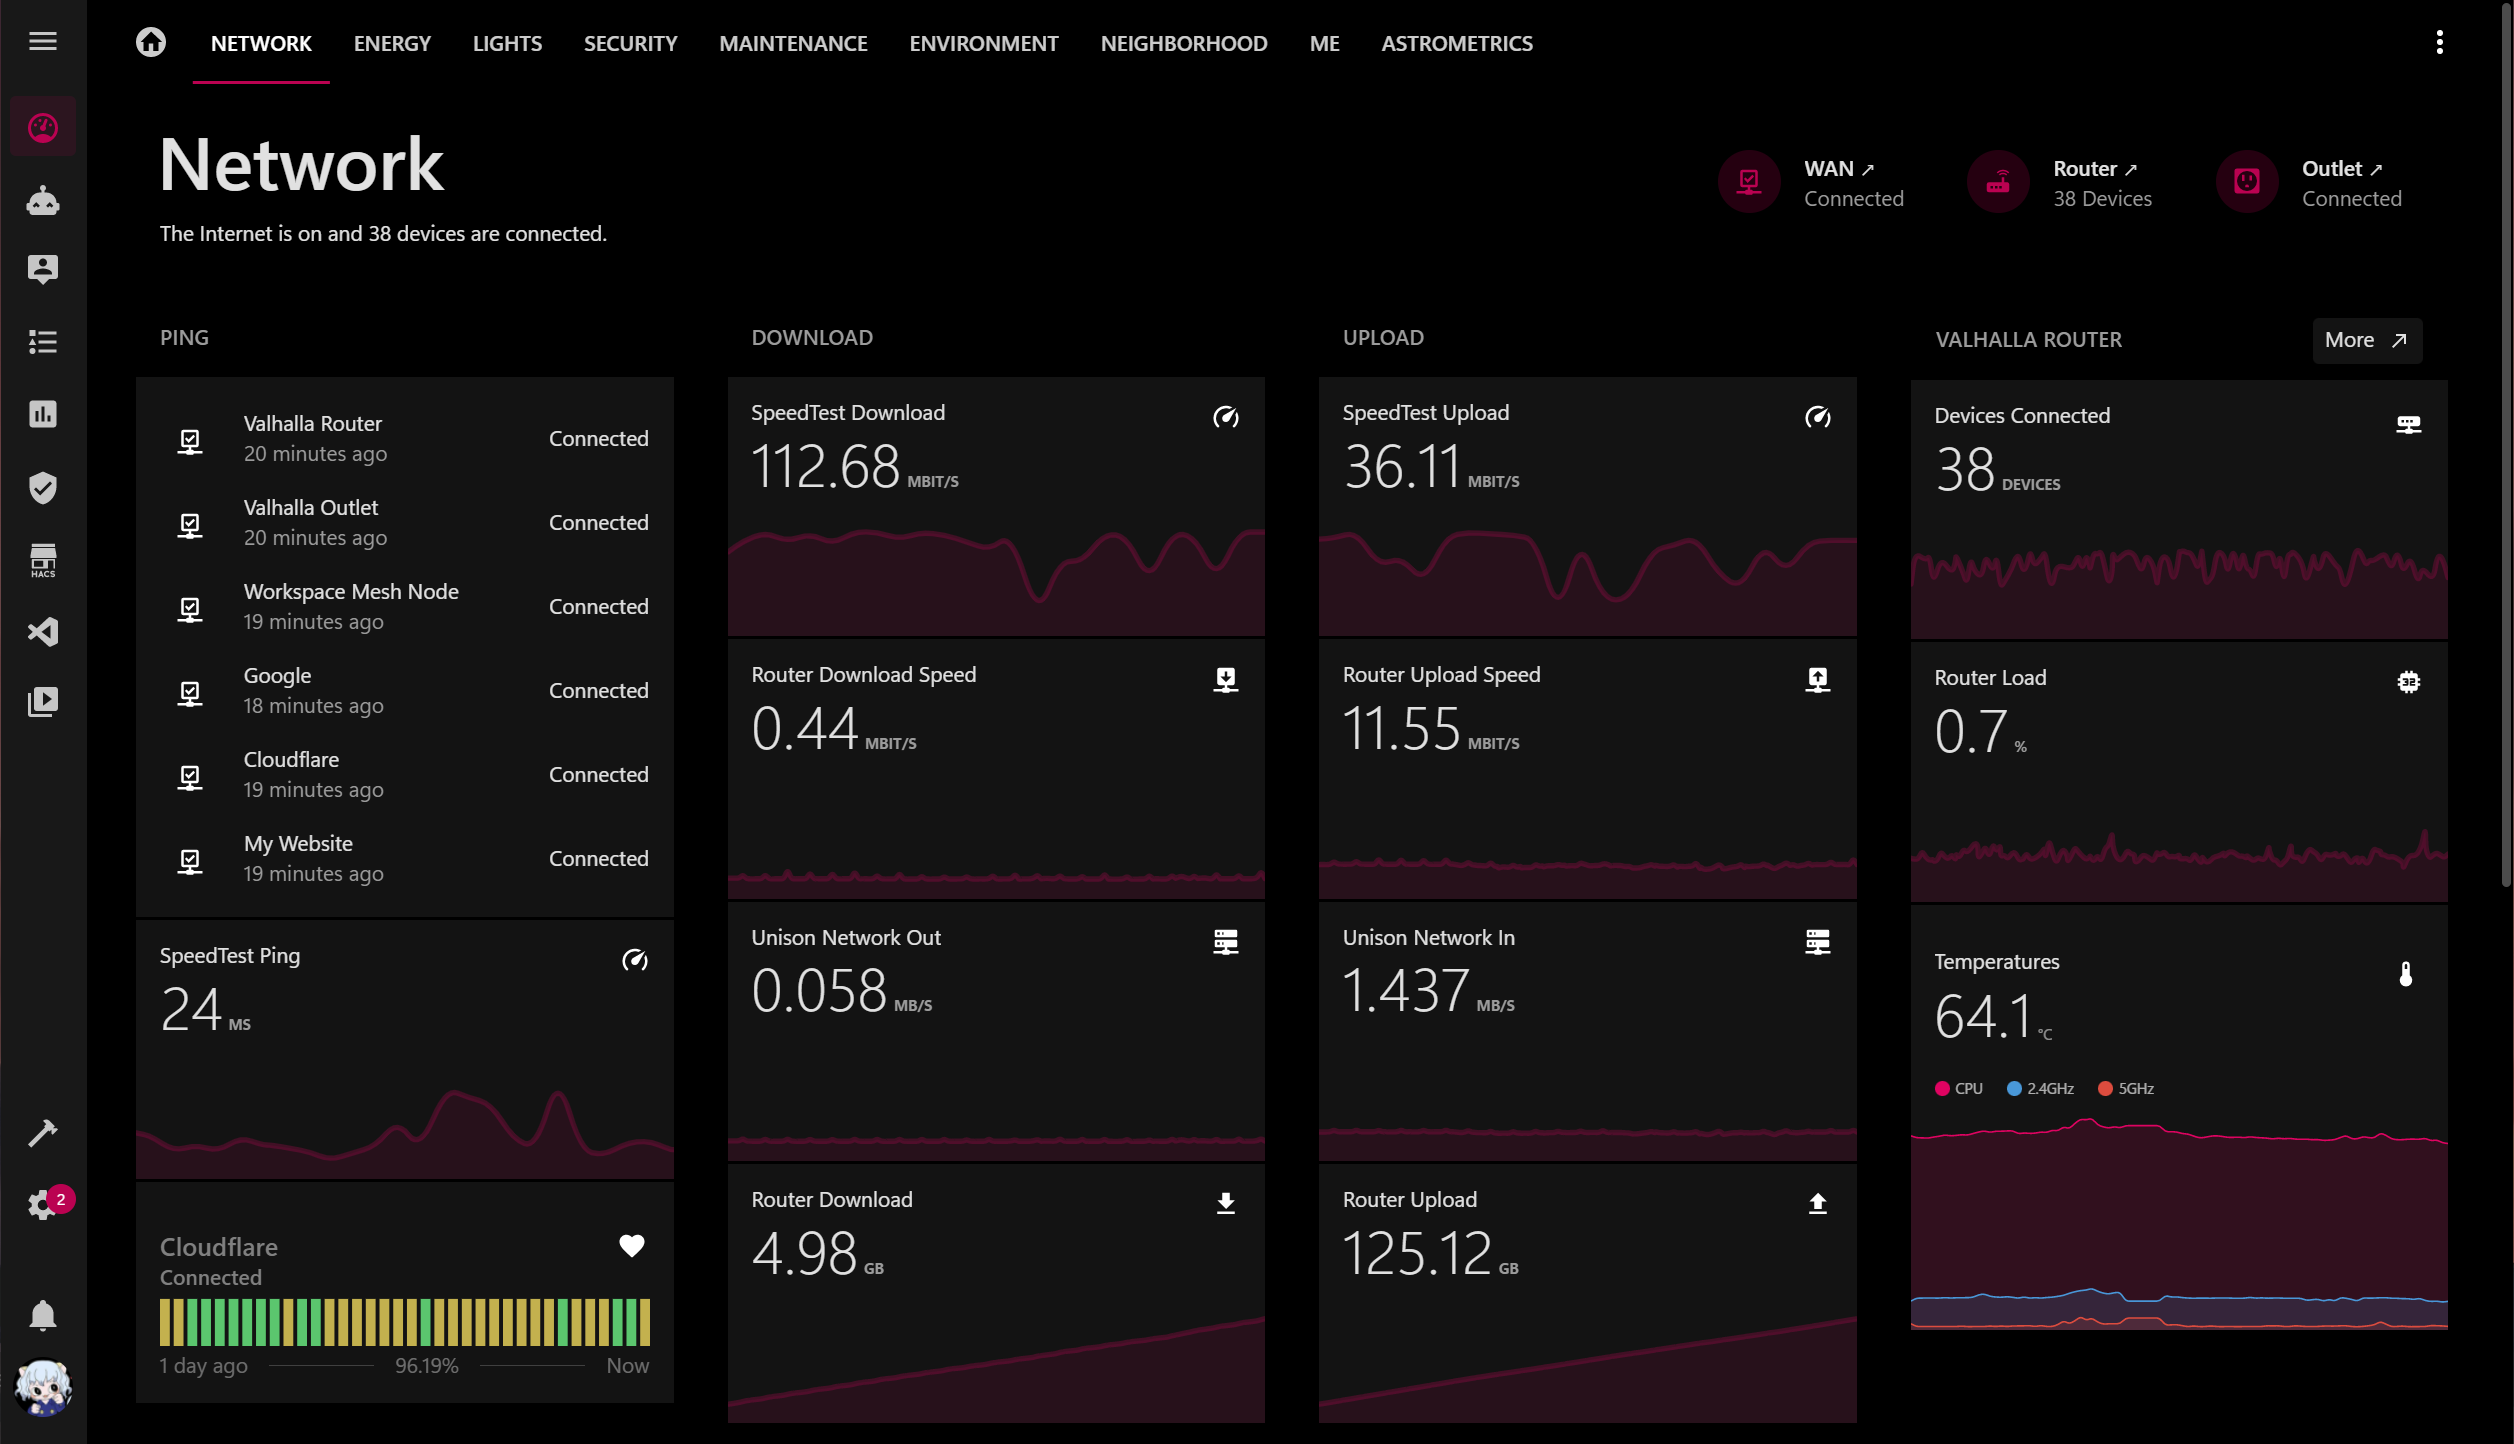 NETWORK
ENERGY
LIGHTS
SECURITY
MAINTENANCE
ENVIRONMENT
NEIGHBORHOOD
ME
ASTROMETRICS
Network
The Internet is on and 38 devices are connected.
WAN ↗
Connected
Router ↗
38 Devices
Outlet ↗
Connected
HACS
2
PING
Valhalla Router
20 minutes ago
Connected
Valhalla Outlet
20 minutes ago
Connected
Workspace Mesh Node
19 minutes ago
Connected
Google
18 minutes ago
Connected
Cloudflare
19 minutes ago
Connected
My Website
19 minutes ago
Connected
SpeedTest Ping
24 MS
Cloudflare
Connected
1 day ago
96.19%
Now
DOWNLOAD
SpeedTest Download
112.68 MBIT/S
Router Download Speed
0.44 MBIT/S
Unison Network Out
0.058 MB/S
Router Download
4.98 GB
UPLOAD
SpeedTest Upload
36.11 MBIT/S
Router Upload Speed
11.55 MBIT/S
Unison Network In
1.437 MB/S
Router Upload
125.12 GB
VALHALLA ROUTER
More
Devices Connected
38 DEVICES
Router Load
32
0.7 %
Temperatures
64.1 °C
CPU
2.4GHz
5GHz